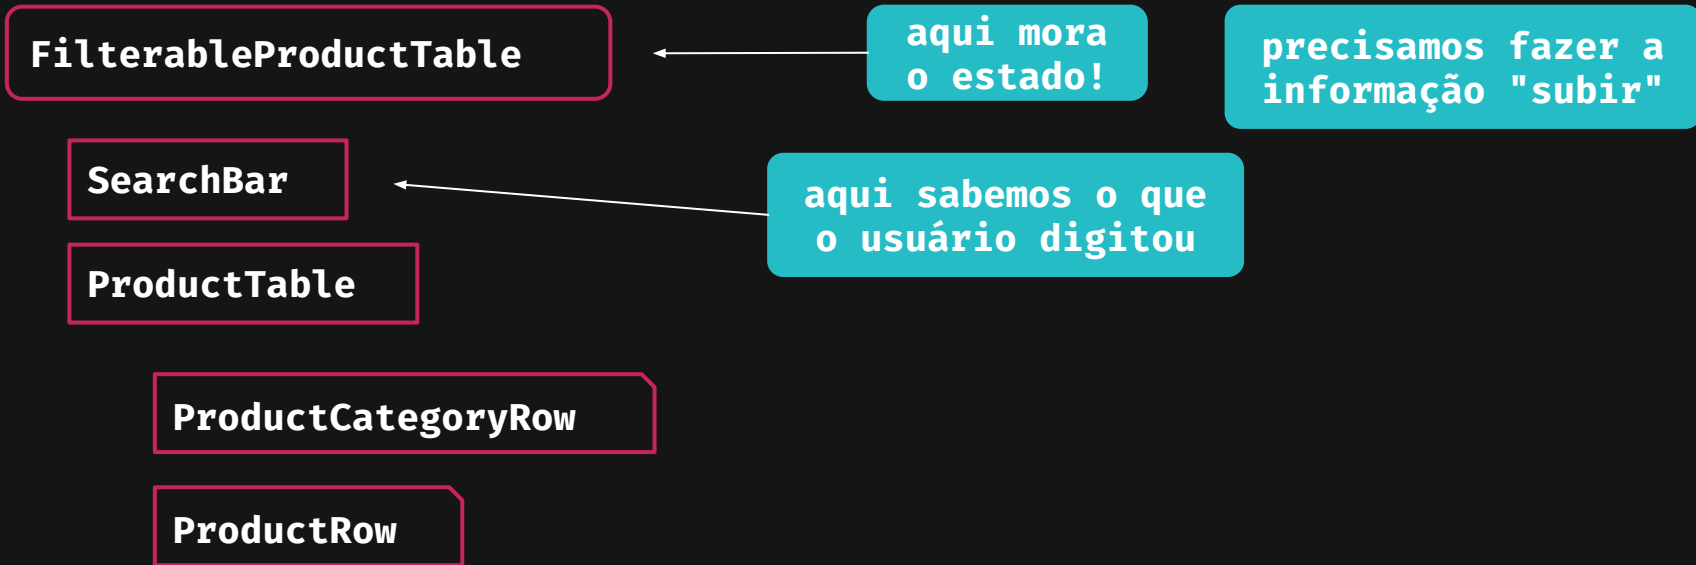 FilterableProductTable
aqui mora
o estado!
precisamos fazer a
informação "subir"
SearchBar
aqui sabemos o que
o usuário digitou
ProductTable
ProductCategoryRow
ProductRow